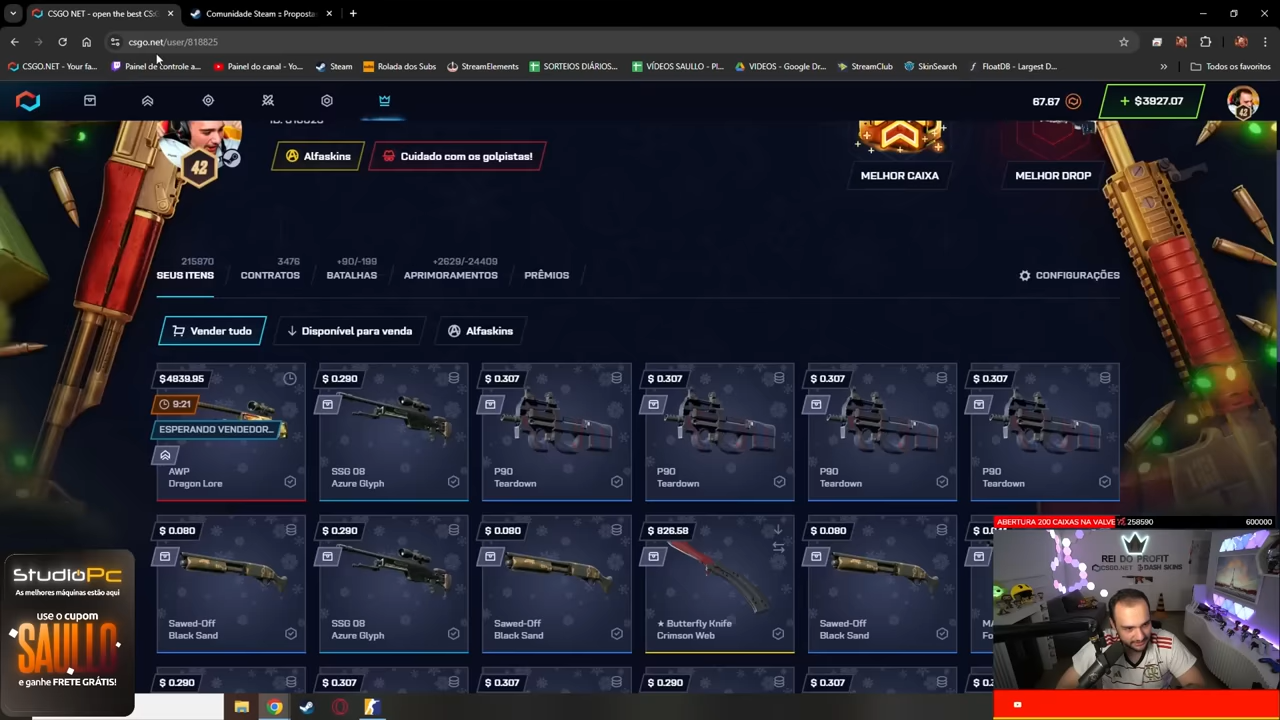 CSGO NET - open the best CS:
Comunidade Steam :: Proposta
csgo.net/user/818825
CSGO.NET - Your fa...
Painel de controle a...
Painel do canal - Yo...
Steam
Rolada dos Subs
StreamElements
SORTEIOS DIÁRIOS...
VÍDEOS SAULLO - PI...
VIDEOS - Google Dr...
StreamClub
SkinSearch
FloatDB - Largest D...
Todos os favoritos
67.67
+ $3927.07
42
42
Alfaskins
Cuidado com os golpistas!
MELHOR CAIXA
MELHOR DROP
215970
3476
+90/-199
+2629/-24409
SEUS ITENS
CONTRATOS
BATALHAS
APRIMORAMENTOS
PRÊMIOS
CONFIGURAÇÕES
Vender tudo
Disponível para venda
Alfaskins
$4839.95
9:21
ESPERANDO VENDEDOR...
AWP
Dragon Lore
$ 0.290
SSG 08
Azure Glyph
$ 0.307
P90
Teardown
$ 0.307
P90
Teardown
$ 0.307
P90
Teardown
$ 0.307
P90
Teardown
$ 0.080
Sawed-Off
Black Sand
$ 0.290
SSG 08
Azure Glyph
$ 0.080
Sawed-Off
Black Sand
$ 826.58
★ Butterfly Knife
Crimson Web
$ 0.080
Sawed-Off
Black Sand
$ 0.290
$ 0.307
$ 0.307
$ 0.290
$ 0.307
STUDIOPC
As melhores máquinas estão aqui
use o cupom
SAULLO
e ganhe FRETE GRÁTIS!
ABERTURA 200 CAIXAS NA VALVE
258590
600000
REI DO PROFIT
CSGO.NET
DASH SKINS